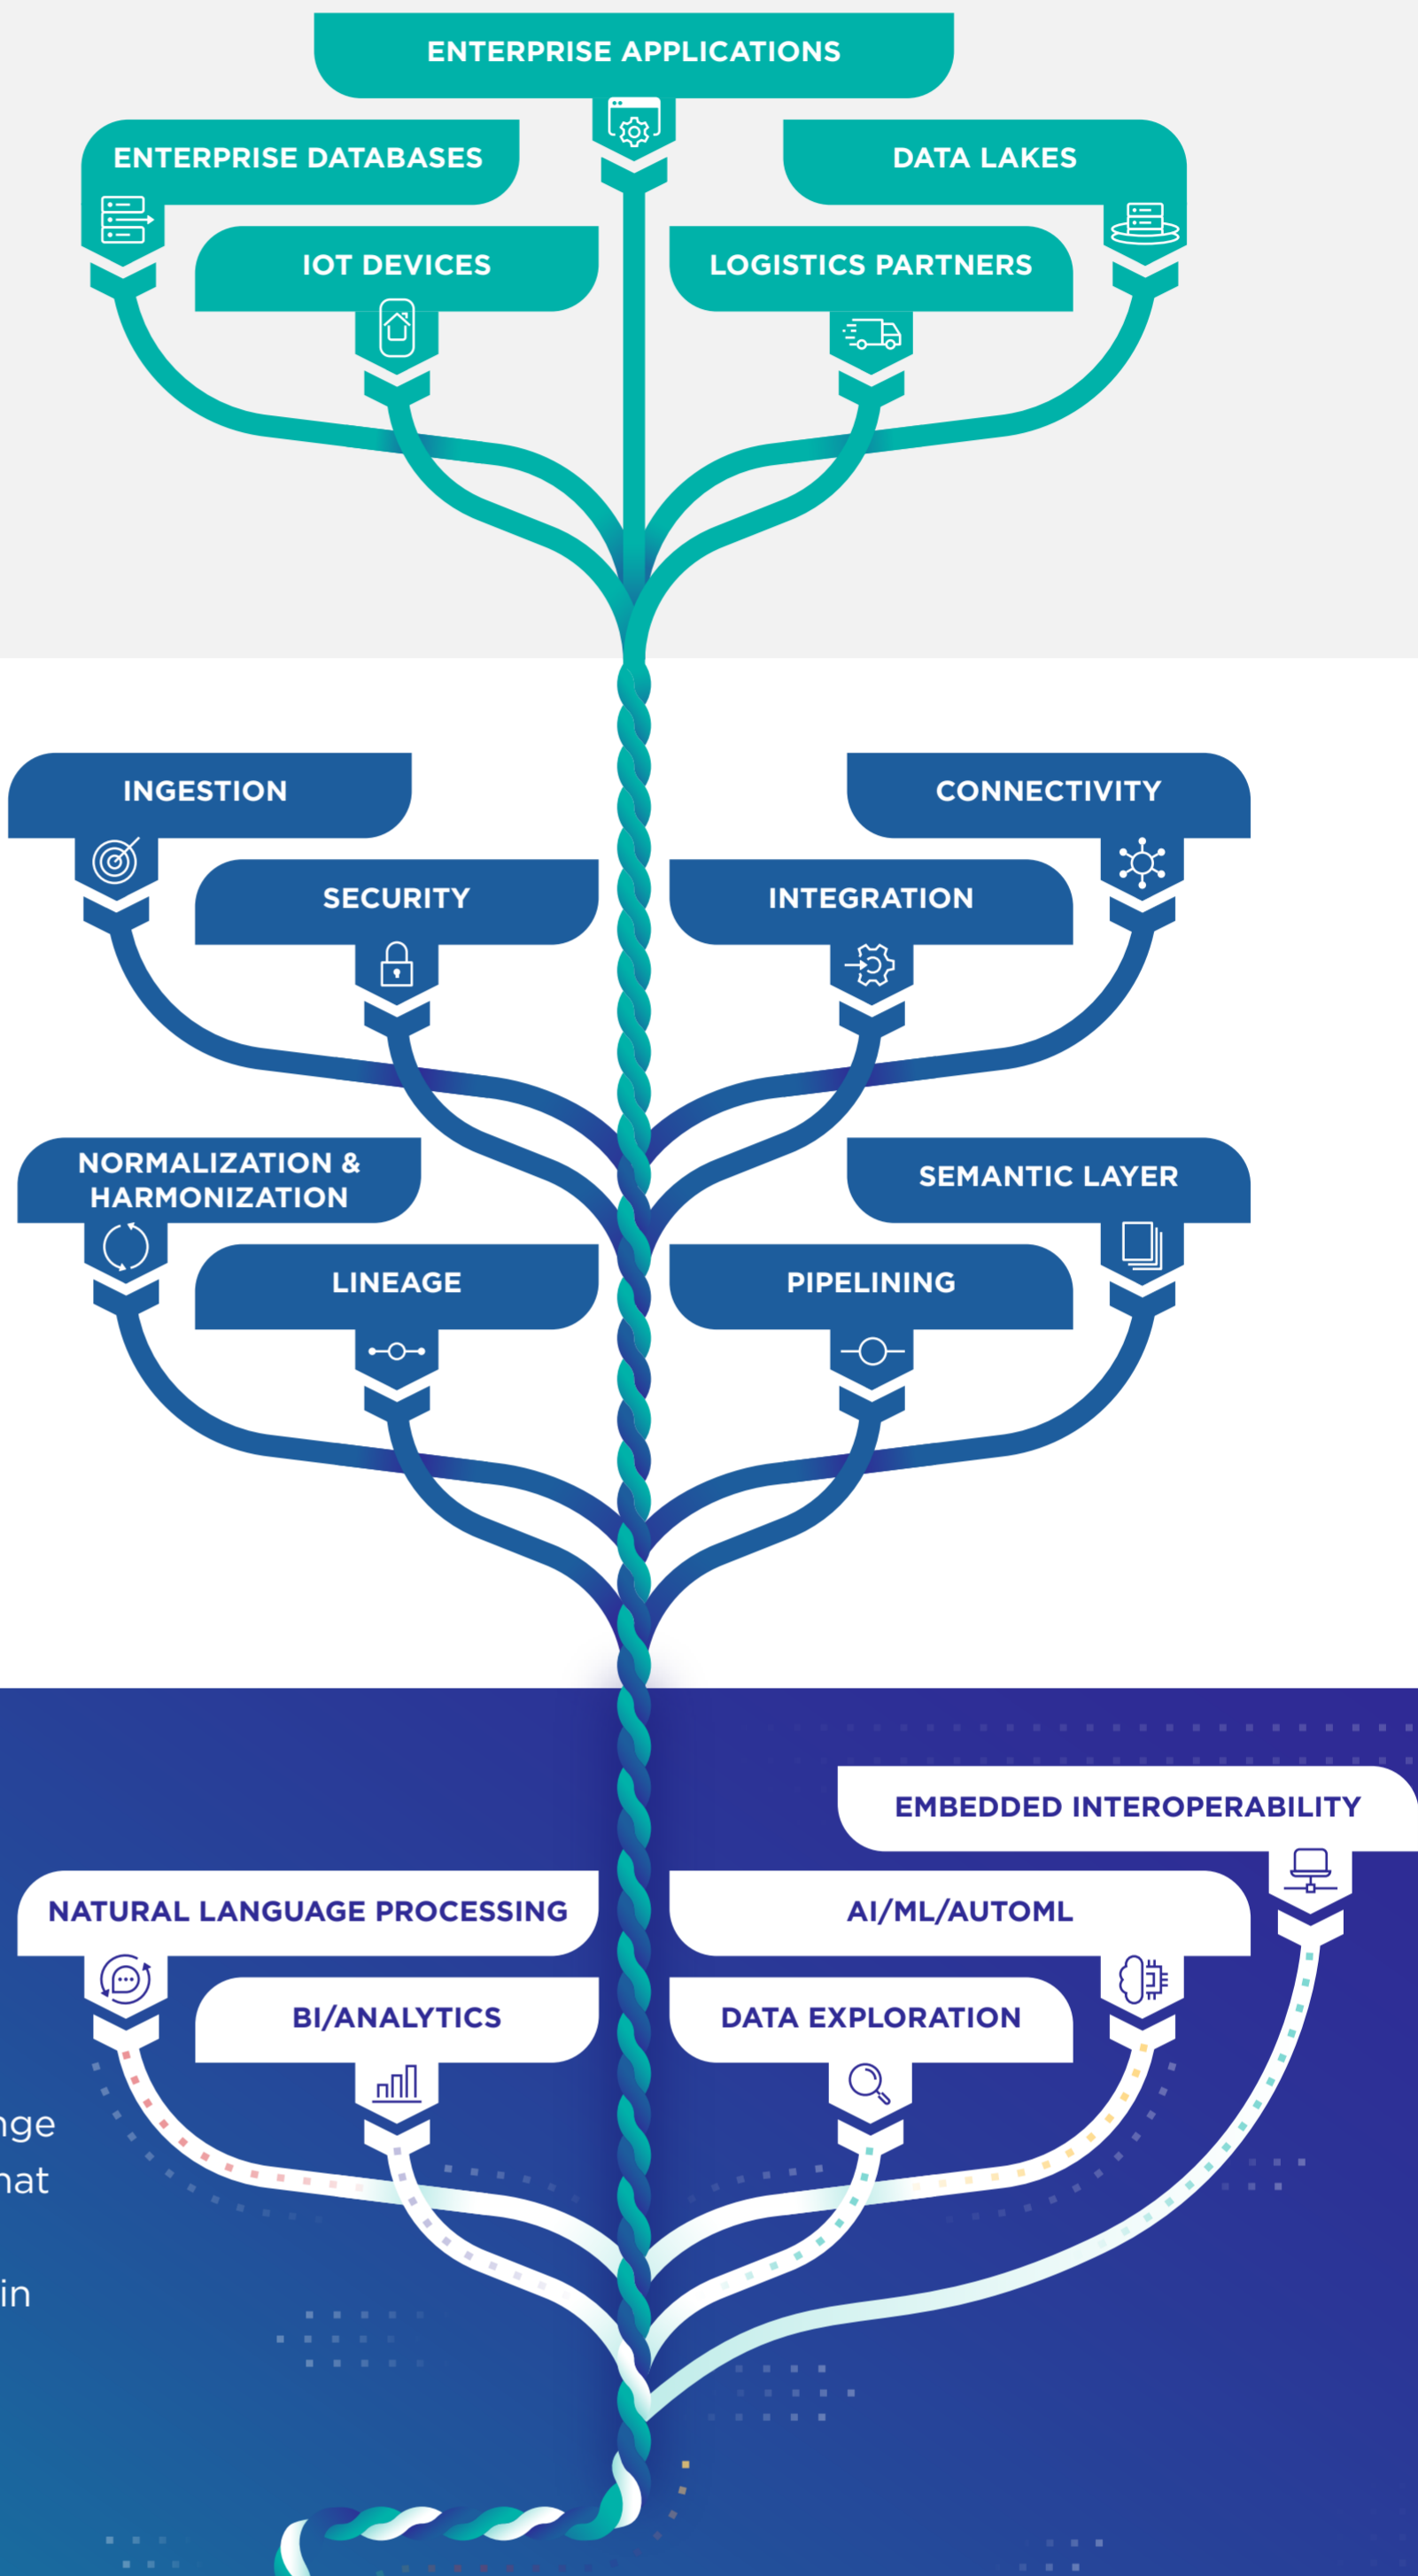 ENTERPRISE APPLICATIONS
ENTERPRISE DATABASES
DATA LAKES
IOT DEVICES
LOGISTICS PARTNERS
INGESTION
CONNECTIVITY
SECURITY
INTEGRATION
NORMALIZATION &
HARMONIZATION
SEMANTIC LAYER
LINEAGE
PIPELINING
EMBEDDED INTEROPERABILITY
NATURAL LANGUAGE PROCESSING
AI/ML/AUTOML
BI/ANALYTICS
DATA EXPLORATION
in